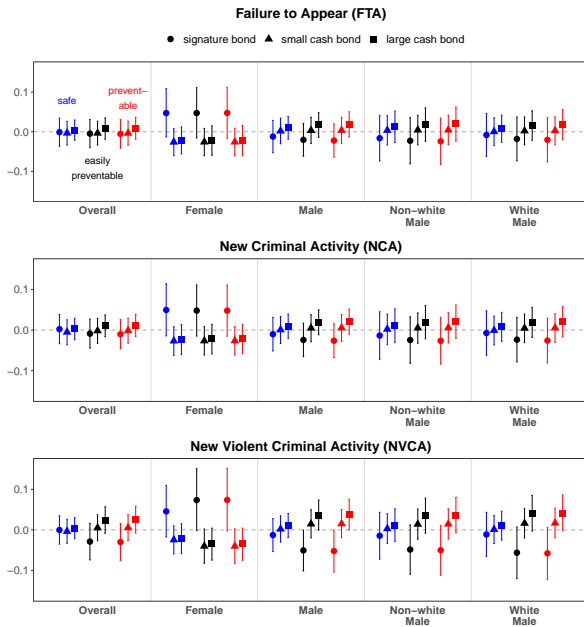 Failure to Appear (FTA)
signature bond small cash bond large cash bond
0.1
0.0
−0.1
safe
prevent−
able
easily
preventable
Overall Female Male Non−white
Male White
Male
New Criminal Activity (NCA)
0.1
0.0
−0.1
Overall Female Male Non−white
Male White
Male
New Violent Criminal Activity (NVCA)
0.1
0.0
−0.1
Overall Female Male Non−white
Male White
Male